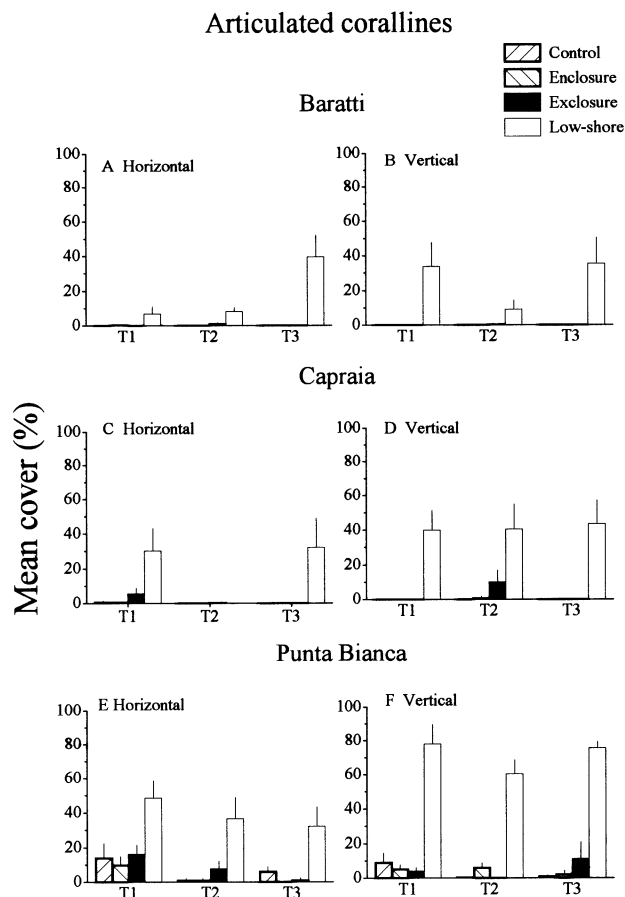 Articulated corallines
Control
Enclosure
Exclosure
Low-shore
Baratti
A Horizontal
100
80
60
40
20
0
T1 T2 T3
B Vertical
100
80
60
40
20
0
T1 T2 T3
Capraia
Mean cover (%)
C Horizontal
100
80
60
40
20
0
T1 T2 T3
D Vertical
100
80
60
40
20
0
T1 T2 T3
Punta Bianca
E Horizontal
100
80
60
40
20
0
T1 T2 T3
F Vertical
100
80
60
40
20
0
T1 T2 T3